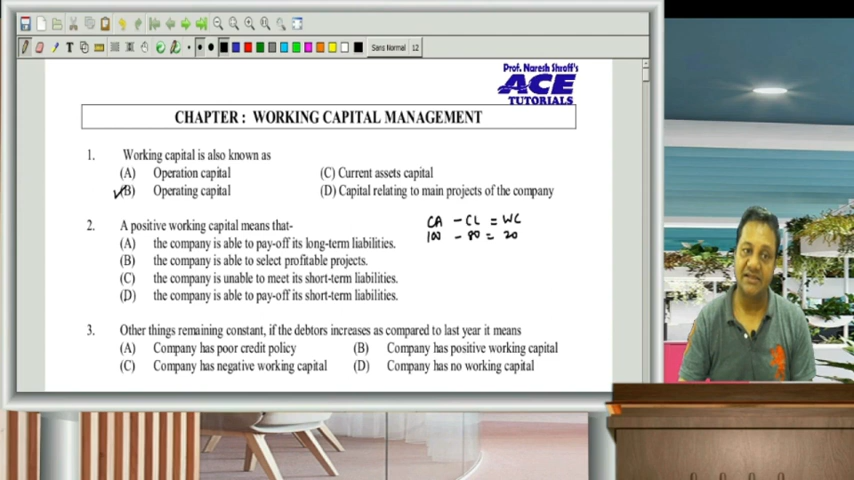 Sans Normal 12
Prof. Naresh Shroff's
ACE
TUTORIALS
CHAPTER : WORKING CAPITAL MANAGEMENT
1. Working capital is also known as
(A) Operation capital (C) Current assets capital
(B) Operating capital (D) Capital relating to main projects of the company
CA - CL = WC
100 - 80 = 20
2. A positive working capital means that-
(A) the company is able to pay-off its long-term liabilities.
(B) the company is able to select profitable projects.
(C) the company is unable to meet its short-term liabilities.
(D) the company is able to pay-off its short-term liabilities.
3. Other things remaining constant, if the debtors increases as compared to last year it means
(A) Company has poor credit policy (B) Company has positive working capital
(C) Company has negative working capital (D) Company has no working capital